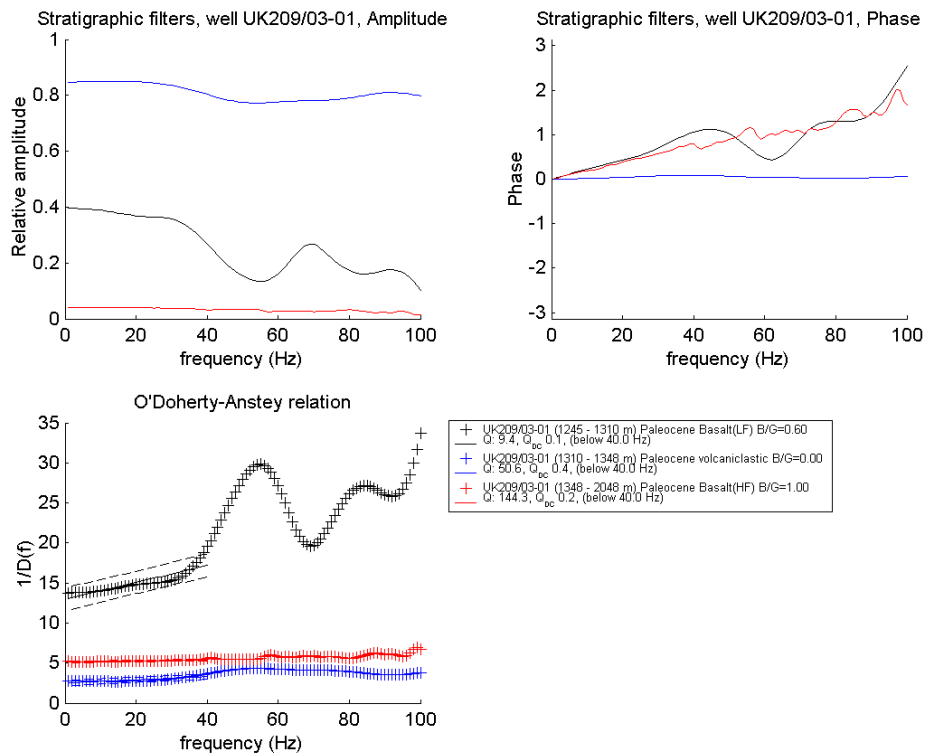 Stratigraphic filters, well UK209/03-01, Amplitude
1
0.8
0.6
0.4
0.2
0
Relative amplitude
0 20 40 60 80 100
frequency (Hz)
Stratigraphic filters, well UK209/03-01, Phase
3
2
1
0
-1
-2
-3
Phase
0 20 40 60 80 100
frequency (Hz)
O'Doherty-Anstey relation
35
30
25
20
15
10
5
0
1/D(f)
0 20 40 60 80 100
frequency (Hz)
UK209/03-01 (1245 - 1310 m) Paleocene Basalt(LF) B/G=0.60
Q: 9.4, Q_DC 0.1, (below 40.0 Hz)
UK209/03-01 (1310 - 1348 m) Paleocene volcaniclastic B/G=0.00
Q: 50.6, Q_DC 0.4, (below 40.0 Hz)
UK209/03-01 (1348 - 2048 m) Paleocene Basalt(HF) B/G=1.00
Q: 144.3, Q_DC 0.2, (below 40.0 Hz)